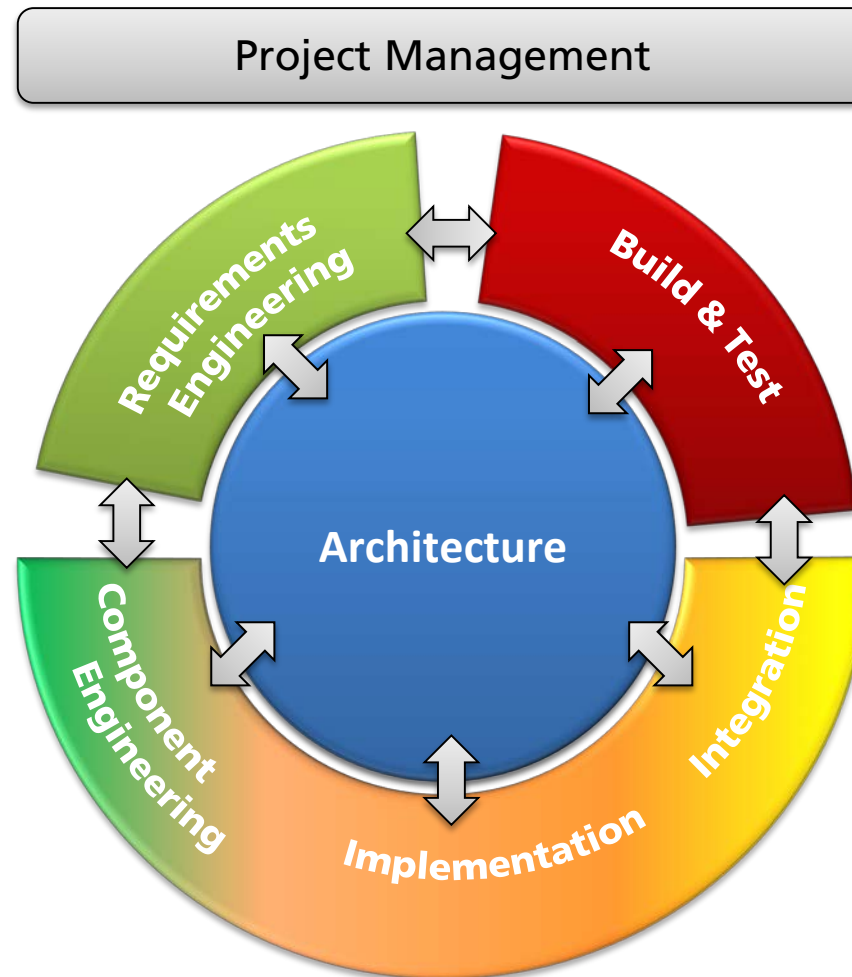 Project Management
Requirements
Engineering
Build & Test
Architecture
Component
Engineering
Integration
Implementation